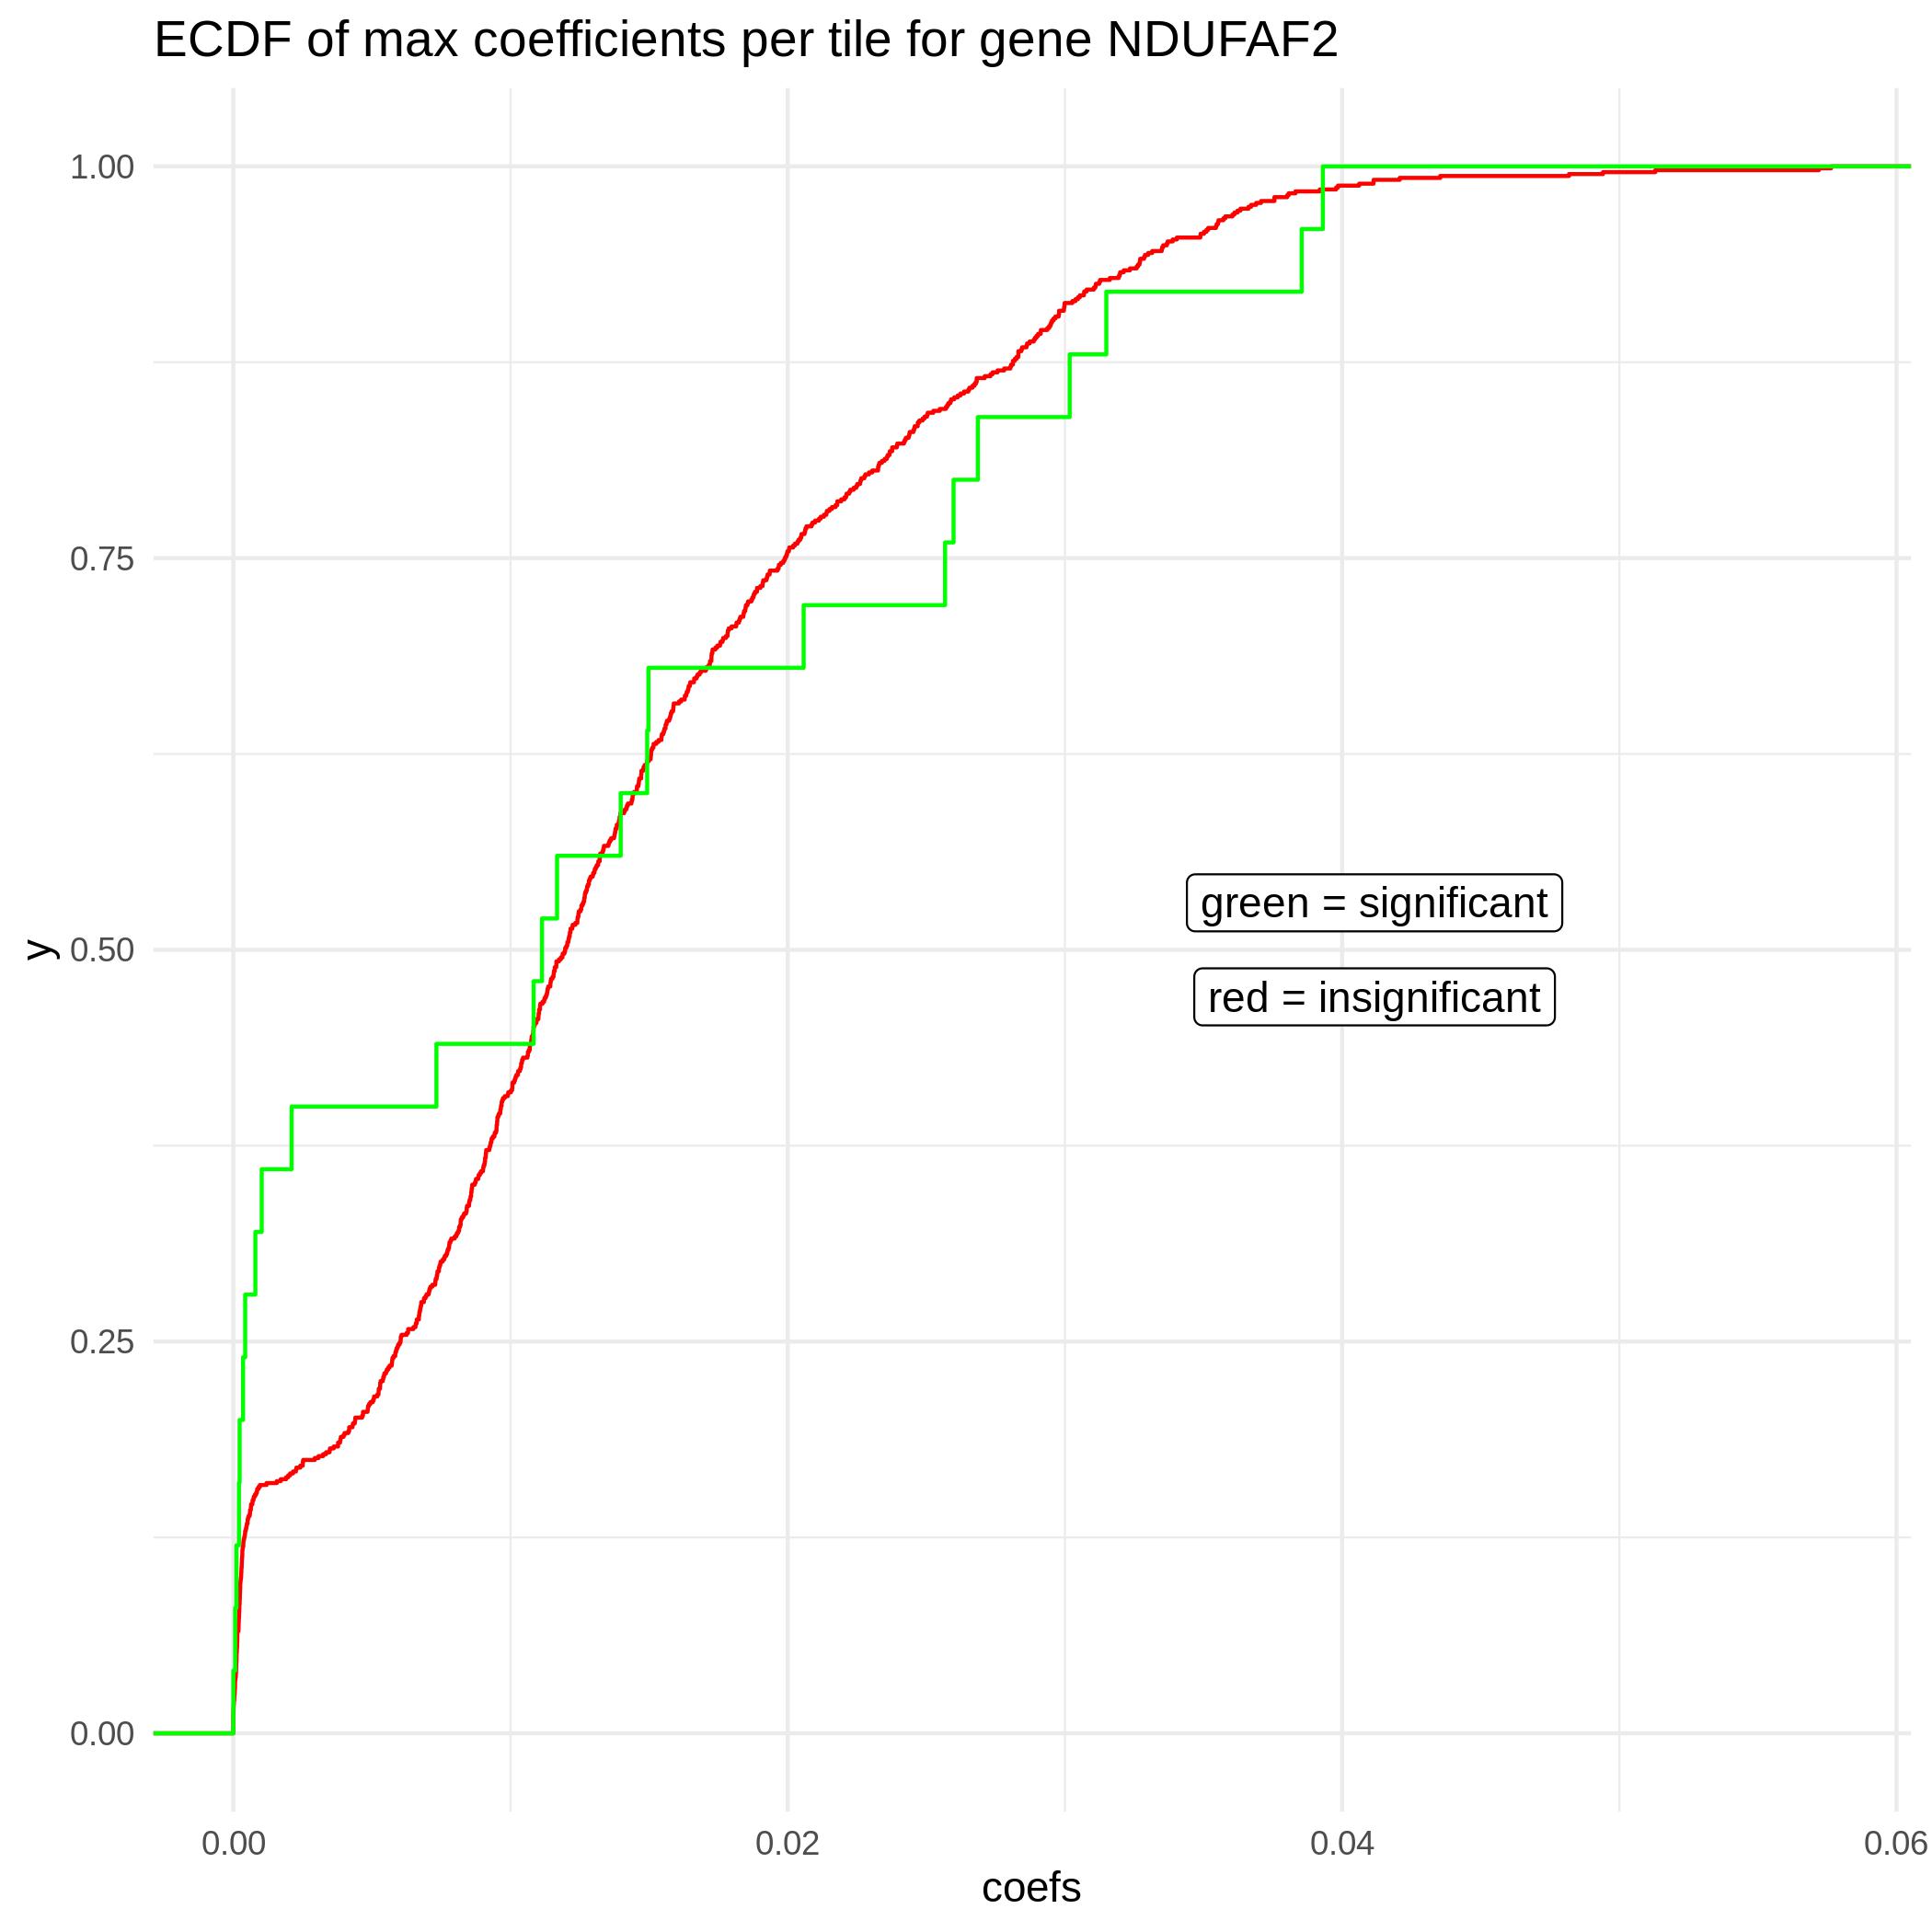 ECDF of max coefficients per tile for gene NDUFAF2
1.00
0.75
0.50
0.25
0.00
y
green = significant
red = insignificant
0.00 0.02 0.04 0.06
coefs